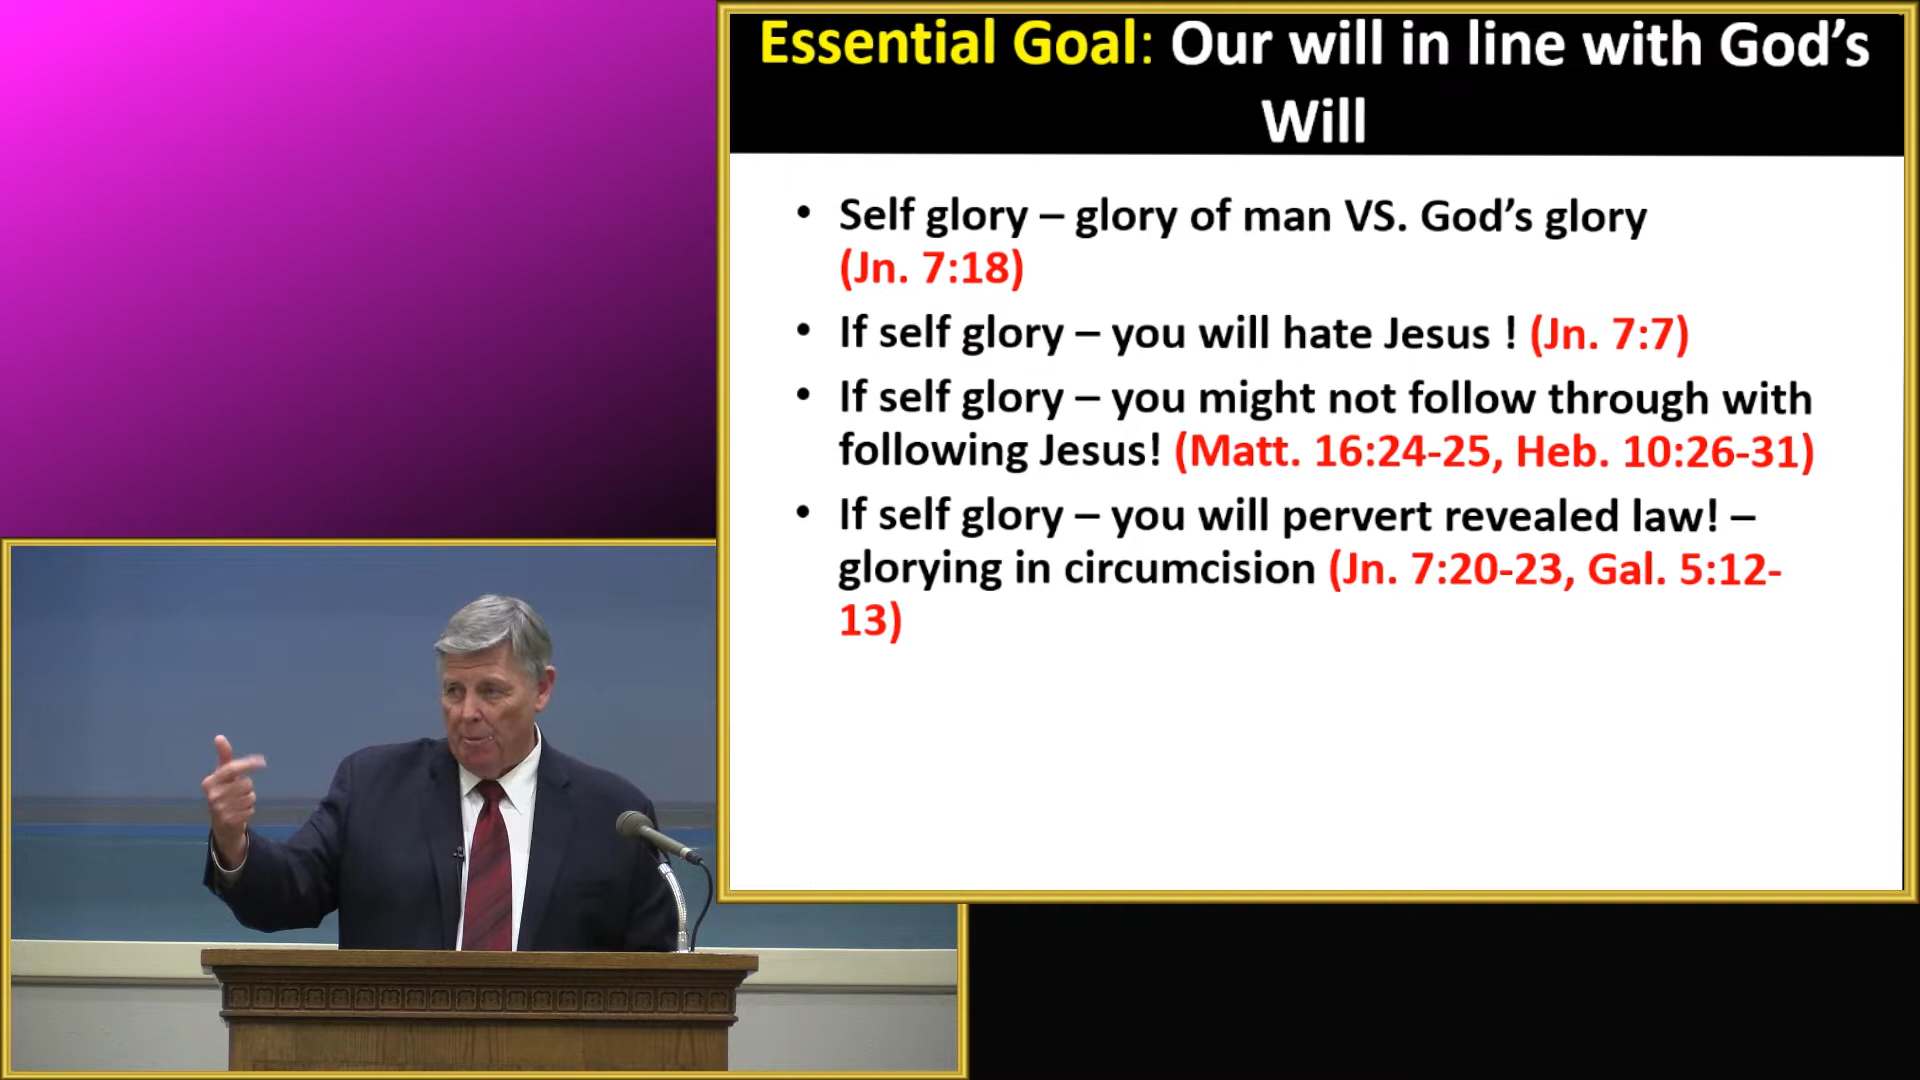 Essential Goal: Our will in line with God’s
Will
• Self glory – glory of man VS. God’s glory
(Jn. 7:18)
• If self glory – you will hate Jesus ! (Jn. 7:7)
• If self glory – you might not follow through with
following Jesus! (Matt. 16:24-25, Heb. 10:26-31)
• If self glory – you will pervert revealed law! –
glorying in circumcision (Jn. 7:20-23, Gal. 5:12-
13)